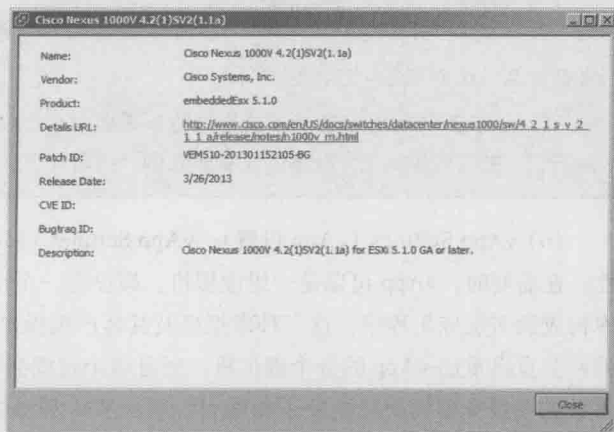 Cisco Nexus 1000V 4.2(1)SV2(1.1a)
Name: Cisco Nexus 1000V 4.2(1)SV2(1.1a)
Vendor: Cisco Systems, Inc.
Product: embeddedEsx 5.1.0
Details URL: http://www.cisco.com/en/US/docs/switches/datacenter/nexus1000/sw/4_2_1_s_v_2_
1_1_a/release/notes/n1000v_rn.html
Patch ID: VEM510-201301152105-BG
Release Date: 3/26/2013
CVE ID:
Bugtraq ID:
Description: Cisco Nexus 1000V 4.2(1)SV2(1.1a) for ESXi 5.1.0 GA or later.
Close